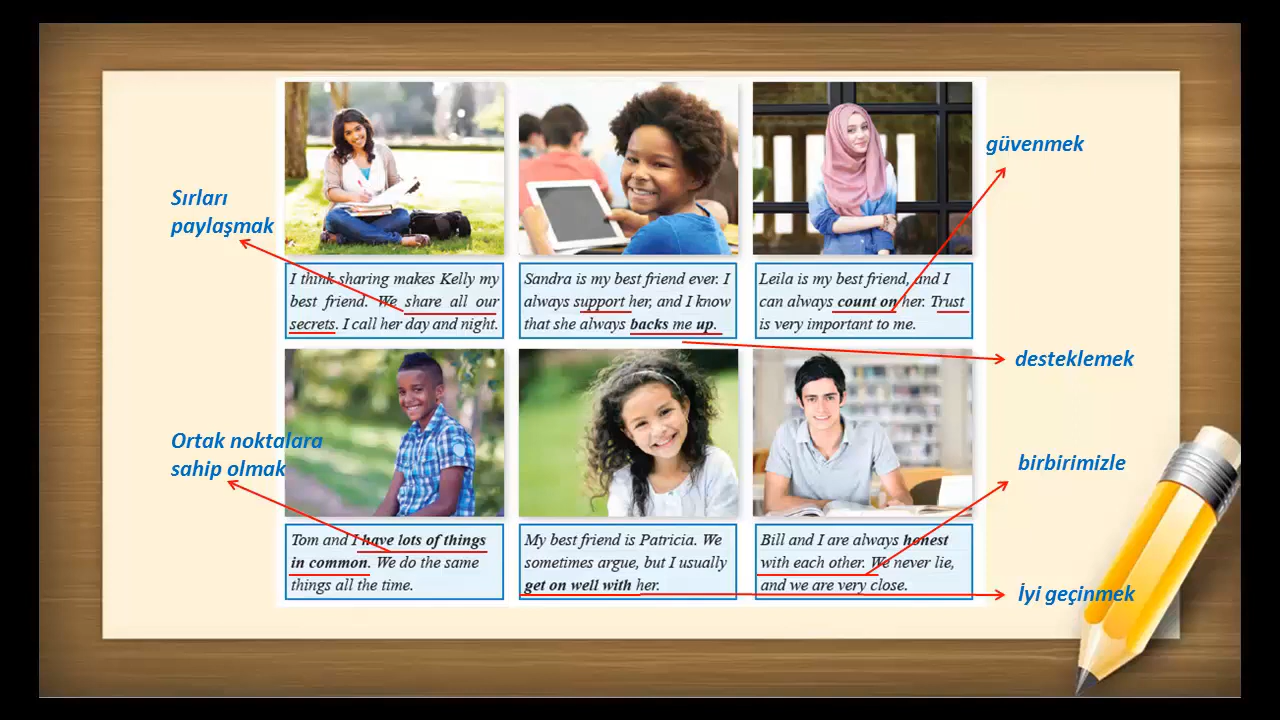 güvenmek
Sırları
paylaşmak
I think sharing makes Kelly my
best friend. We share all our
secrets. I call her day and night.
Sandra is my best friend ever. I
always support her, and I know
that she always backs me up.
Leila is my best friend, and I
can always count on her. Trust
is very important to me.
desteklemek
Ortak noktalara
sahip olmak
birbirimizle
Tom and I have lots of things
in common. We do the same
things all the time.
My best friend is Patricia. We
sometimes argue, but I usually
get on well with her.
Bill and I are always honest
with each other. We never lie,
and we are very close.
İyi geçinmek